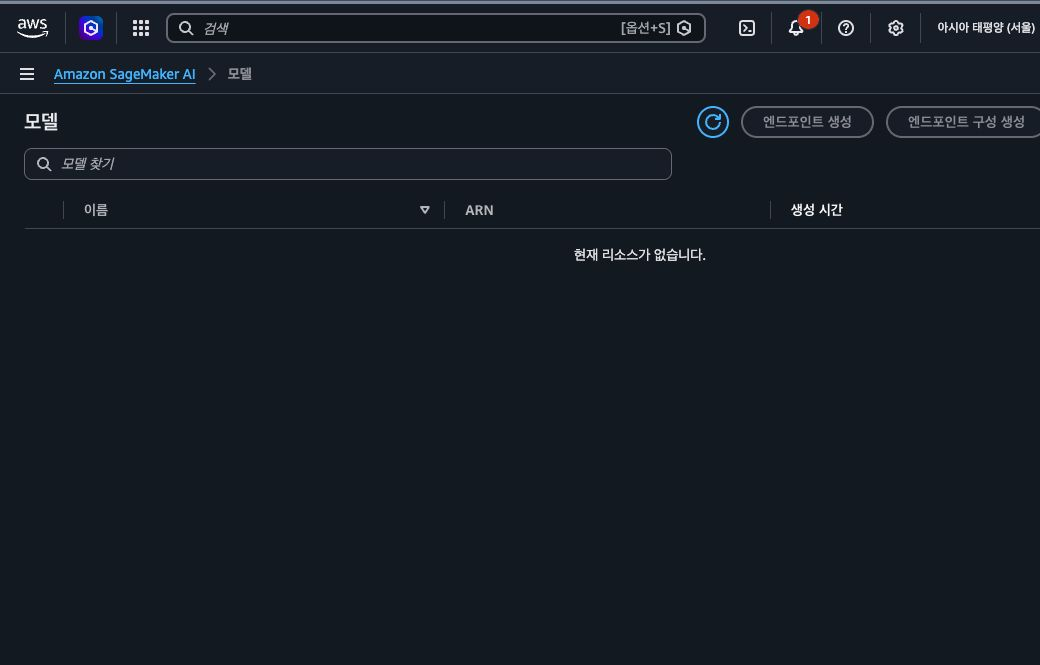 aws
검색 [옵션+S]
1
아시아 태평양 (서울)
Amazon SageMaker AI
모델
모델
엔드포인트 생성
엔드포인트 구성 생성
모델 찾기
이름
ARN
생성 시간
현재 리소스가 없습니다.